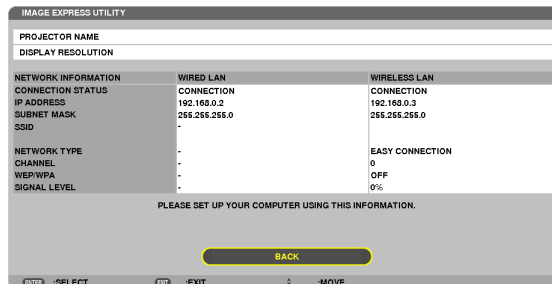 IMAGE EXPRESS UTILITY
PROJECTOR NAME
DISPLAY RESOLUTION
NETWORK INFORMATION WIRED LAN WIRELESS LAN
CONNECTION STATUS CONNECTION CONNECTION
IP ADDRESS 192.168.0.2 192.168.0.3
SUBNET MASK 255.255.255.0 255.255.255.0
SSID -
NETWORK TYPE - EASY CONNECTION
CHANNEL - 0
WEP/WPA - OFF
SIGNAL LEVEL - 0%
PLEASE SET UP YOUR COMPUTER USING THIS INFORMATION.
BACK
ENTER :SELECT EXIT :EXIT :MOVE